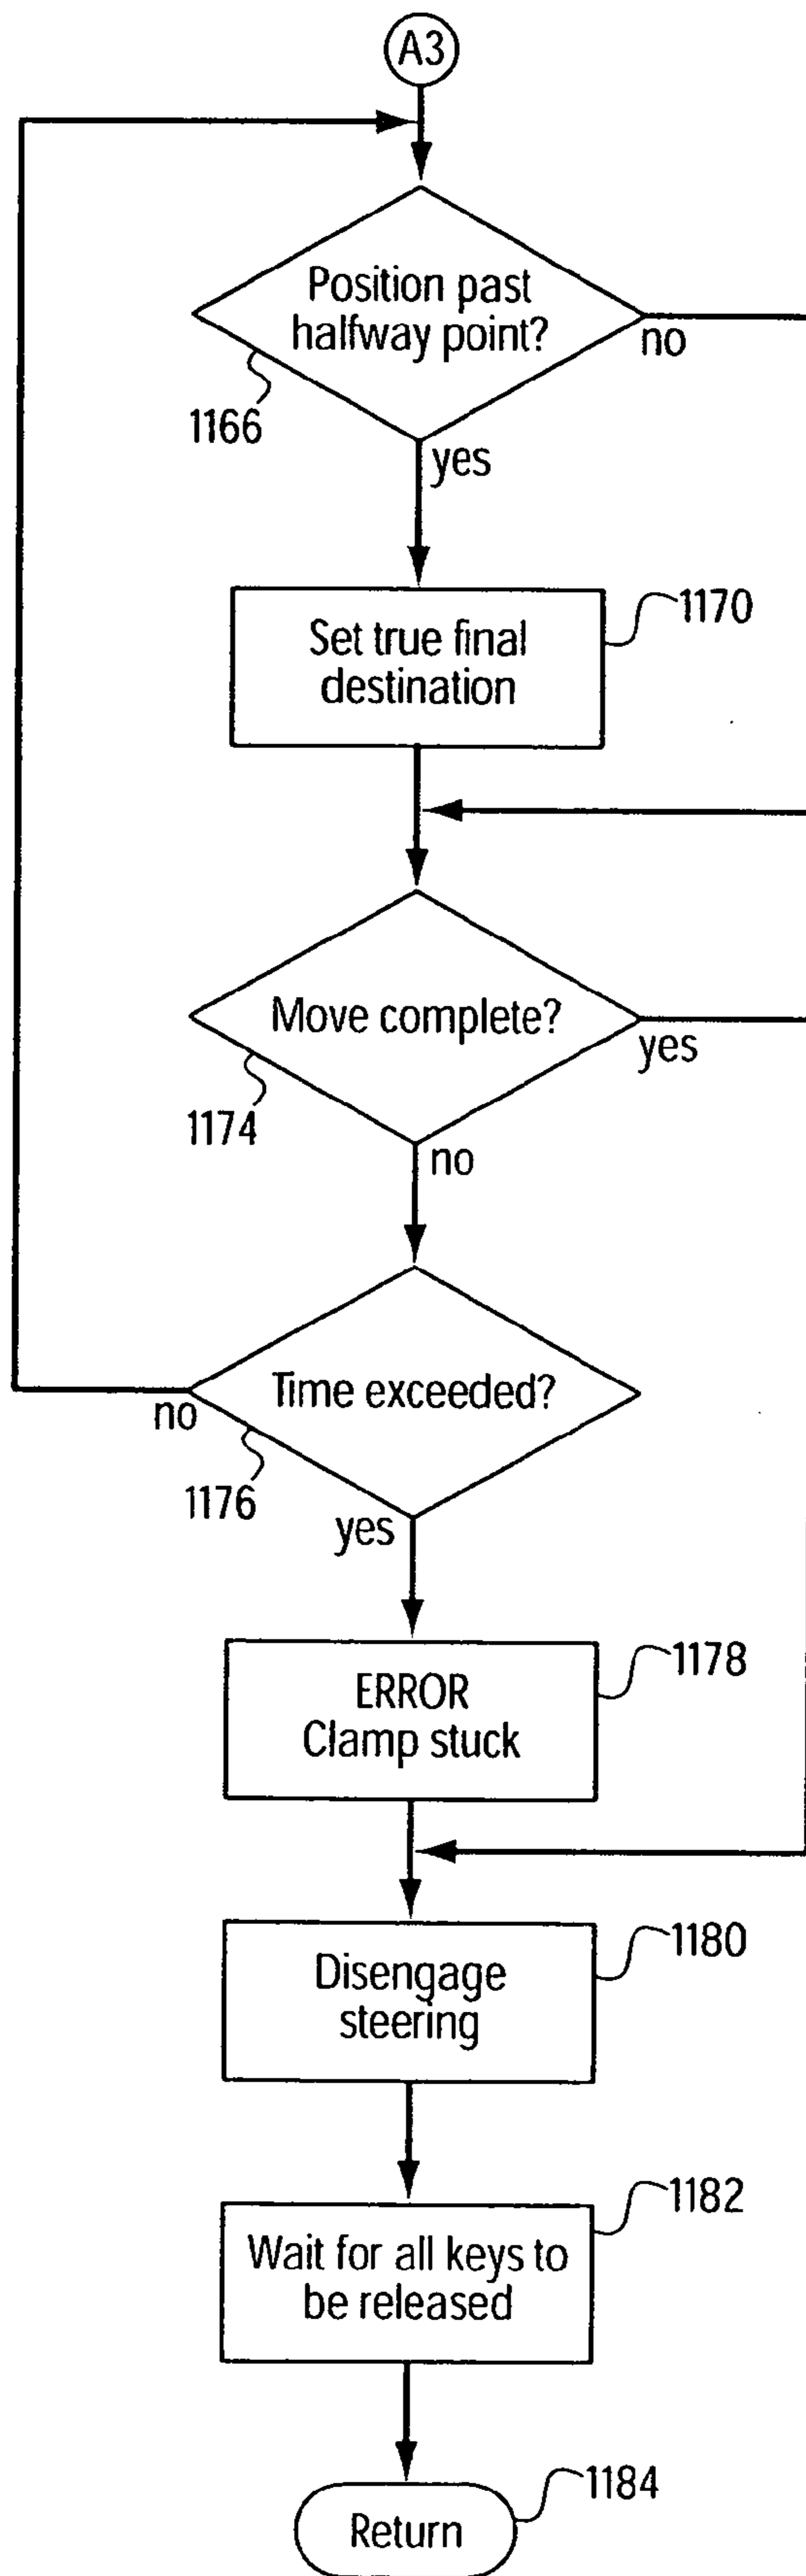 A3
Position past
halfway point?
no
1166
yes
1170
Set true final
destination
Move complete?
yes
1174
no
Time exceeded?
no
1176
yes
1178
ERROR
Clamp stuck
1180
Disengage
steering
1182
Wait for all keys to
be released
1184
Return